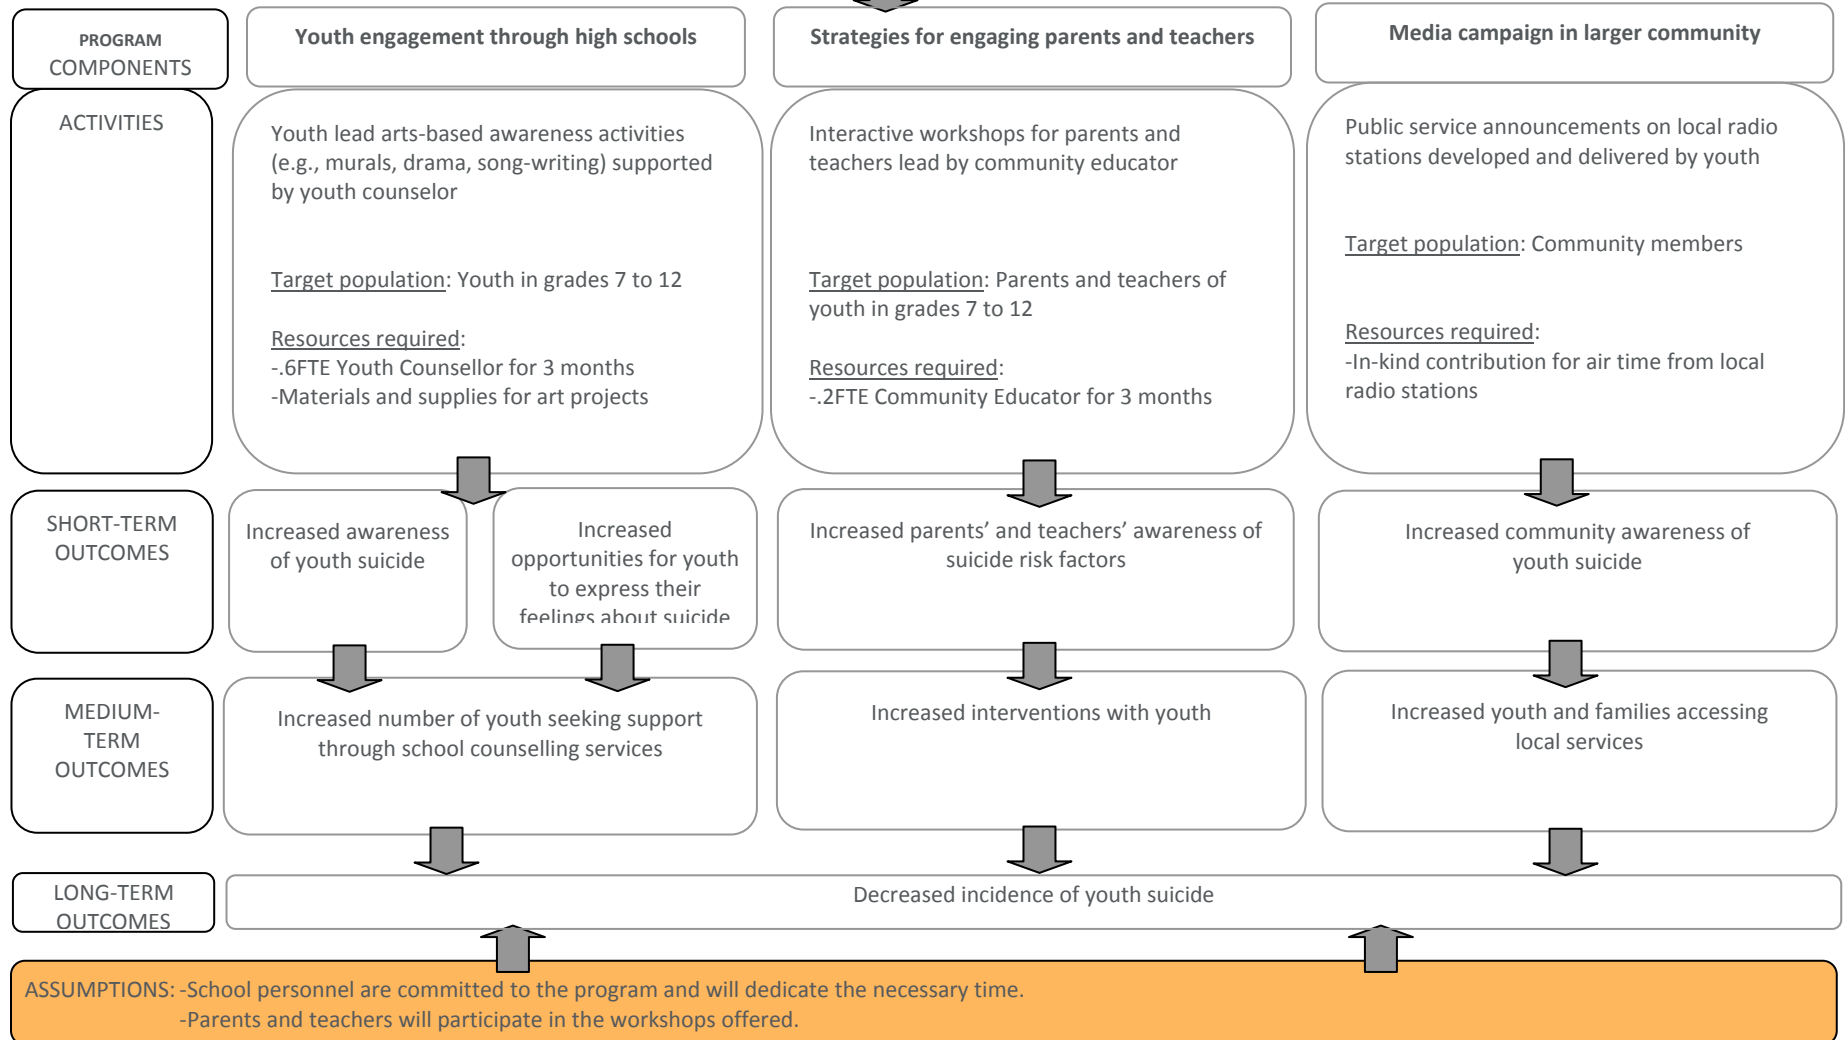 PROGRAM
COMPONENTS
Youth engagement through high schools
Strategies for engaging parents and teachers
Media campaign in larger community
ACTIVITIES
Youth lead arts-based awareness activities
(e.g., murals, drama, song-writing) supported
by youth counselor
Target population: Youth in grades 7 to 12
Resources required:
-.6FTE Youth Counsellor for 3 months
-Materials and supplies for art projects
Interactive workshops for parents and
teachers lead by community educator
Target population: Parents and teachers of
youth in grades 7 to 12
Resources required:
-.2FTE Community Educator for 3 months
Public service announcements on local radio
stations developed and delivered by youth
Target population: Community members
Resources required:
-In-kind contribution for air time from local
radio stations
SHORT-TERM
OUTCOMES
Increased awareness
of youth suicide
Increased
opportunities for youth
to express their
feelings about suicide
Increased parents’ and teachers’ awareness of
suicide risk factors
Increased community awareness of
youth suicide
MEDIUM-
TERM
OUTCOMES
Increased number of youth seeking support
through school counselling services
Increased interventions with youth
Increased youth and families accessing
local services
LONG-TERM
OUTCOMES
Decreased incidence of youth suicide
ASSUMPTIONS: -School personnel are committed to the program and will dedicate the necessary time.
-Parents and teachers will participate in the workshops offered.